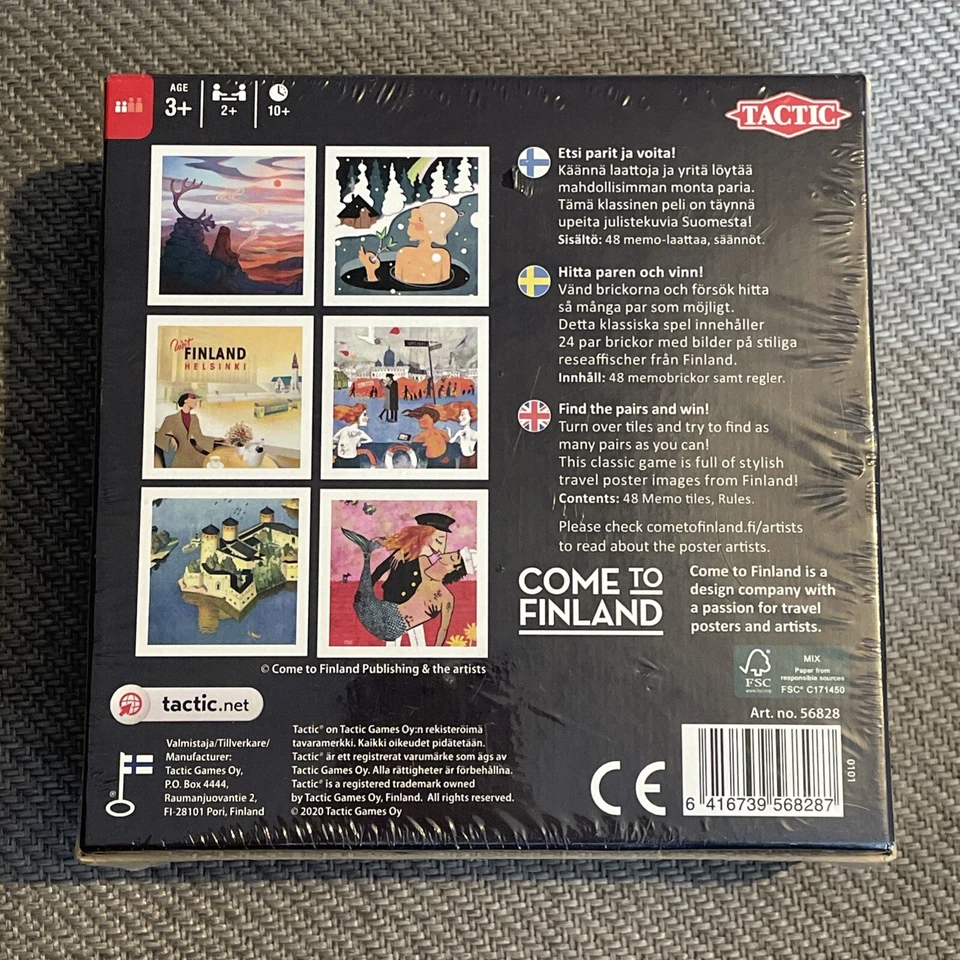 AGE
3+
2+
10+
TACTIC
Etsi parit ja voita!
Käännä laattoja ja yritä löytää
mahdollisimman monta paria.
Tämä klassinen peli on täynnä
upeita julistekuvia Suomesta!
Sisältö: 48 memo-laattaa, säännöt.
Hitta paren och vinn!
Vänd brickorna och försök hitta
så många par som möjligt.
Detta klassiska spel innehåller
24 par brickor med bilder på stiliga
reseaffischer från Finland.
Innhåll: 48 memobrickor samt regler.
Find the pairs and win!
Turn over tiles and try to find as
many pairs as you can!
This classic game is full of stylish
travel poster images from Finland!
Contents: 48 Memo tiles, Rules.
Please check cometofinland.fi/artists
to read about the poster artists.
Visit
FINLAND
HELSINKI
COME TO
FINLAND
Come to Finland is a
design company with
a passion for travel
posters and artists.
© Come to Finland Publishing & the artists
FSC
www.fsc.org
MIX
Paper from
responsible sources
FSC® C171450
Art. no. 56828
tactic.net
Valmistaja/Tillverkare/
Manufacturer:
Tactic Games Oy,
P.O. Box 4444,
Raumanjuovantie 2,
FI-28101 Pori, Finland
Tactic® on Tactic Games Oy:n rekisteröimä
tavaramerkki. Kaikki oikeudet pidätetään.
Tactic® är ett registrerat varumärke som ägs av
Tactic Games Oy. Alla rättigheter är förbehållna.
Tactic® is a registered trademark owned
by Tactic Games Oy, Finland. All rights reserved.
© 2020 Tactic Games Oy
CE
6 416739 568287
0101